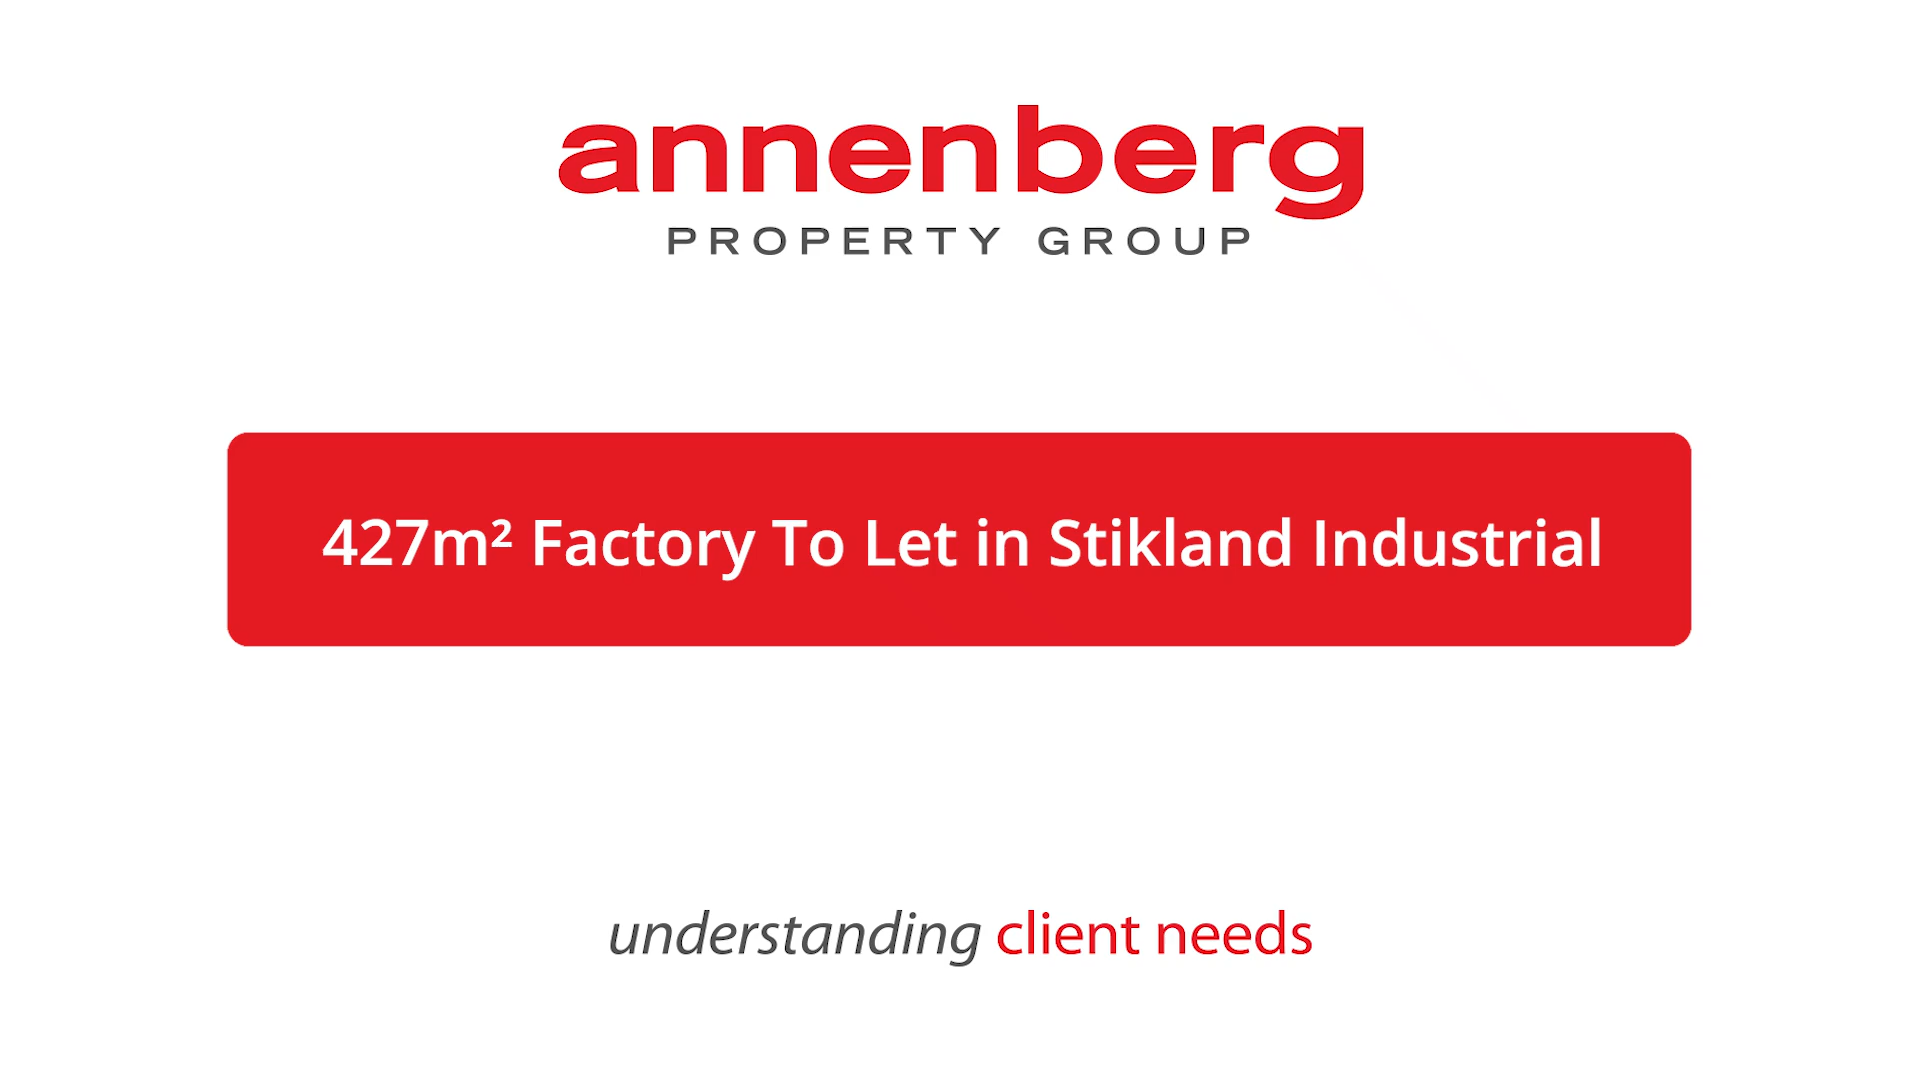 annenberg
PROPERTY GROUP
427m² Factory To Let in Stikland Industrial
understanding client needs